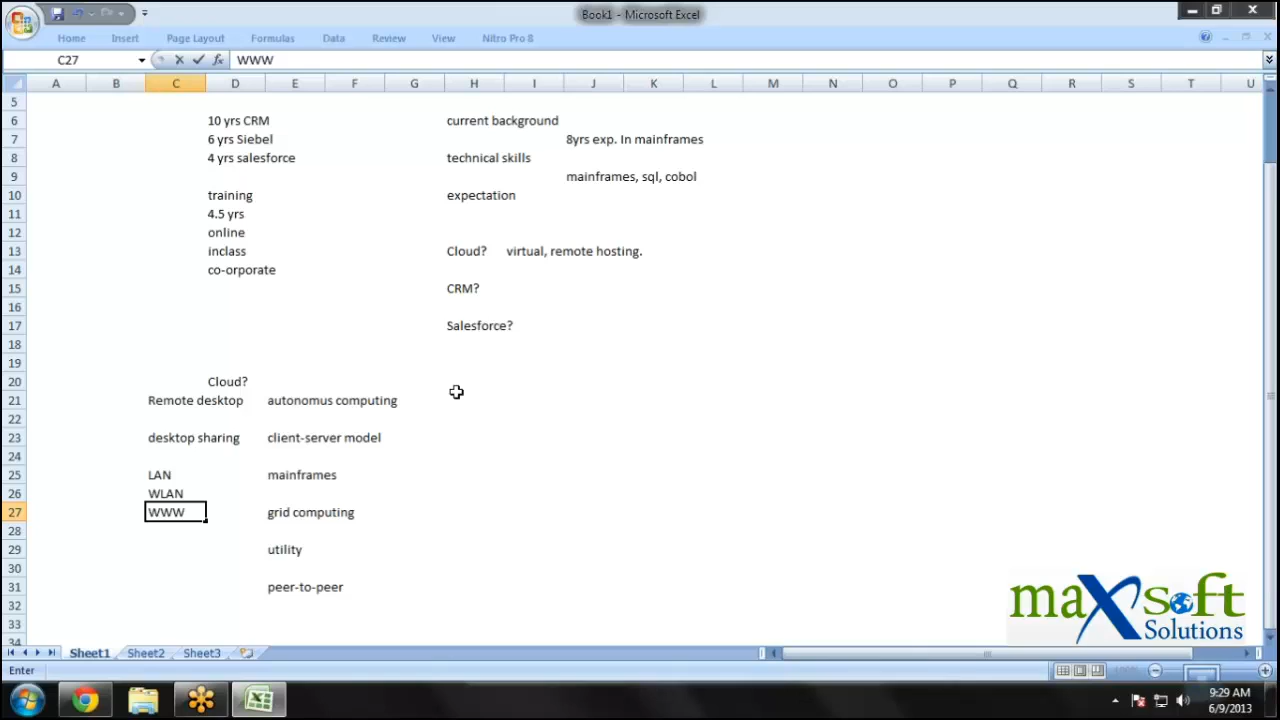 Book1 - Microsoft Excel
Home Insert Page Layout Formulas Data Review View Nitro Pro 8
C27 fx WWW
A B C D E F G H I J K L M N O P Q R S T U
5
6 10 yrs CRM current background
7 6 yrs Siebel 8yrs exp. In mainframes
8 4 yrs salesforce technical skills
9 mainframes, sql, cobol
10 training expectation
11 4.5 yrs
12 online
13 inclass Cloud? virtual, remote hosting.
14 co-orporate
15 CRM?
16
17 Salesforce?
18
19
20 Cloud?
21 Remote desktop autonomus computing
22
23 desktop sharing client-server model
24
25 LAN mainframes
26 WLAN
27 WWW grid computing
28
29 utility
30
31 peer-to-peer
32
33
34
maxsoft
Solutions
Sheet1 Sheet2 Sheet3
Enter 100%
9:29 AM
6/9/2013